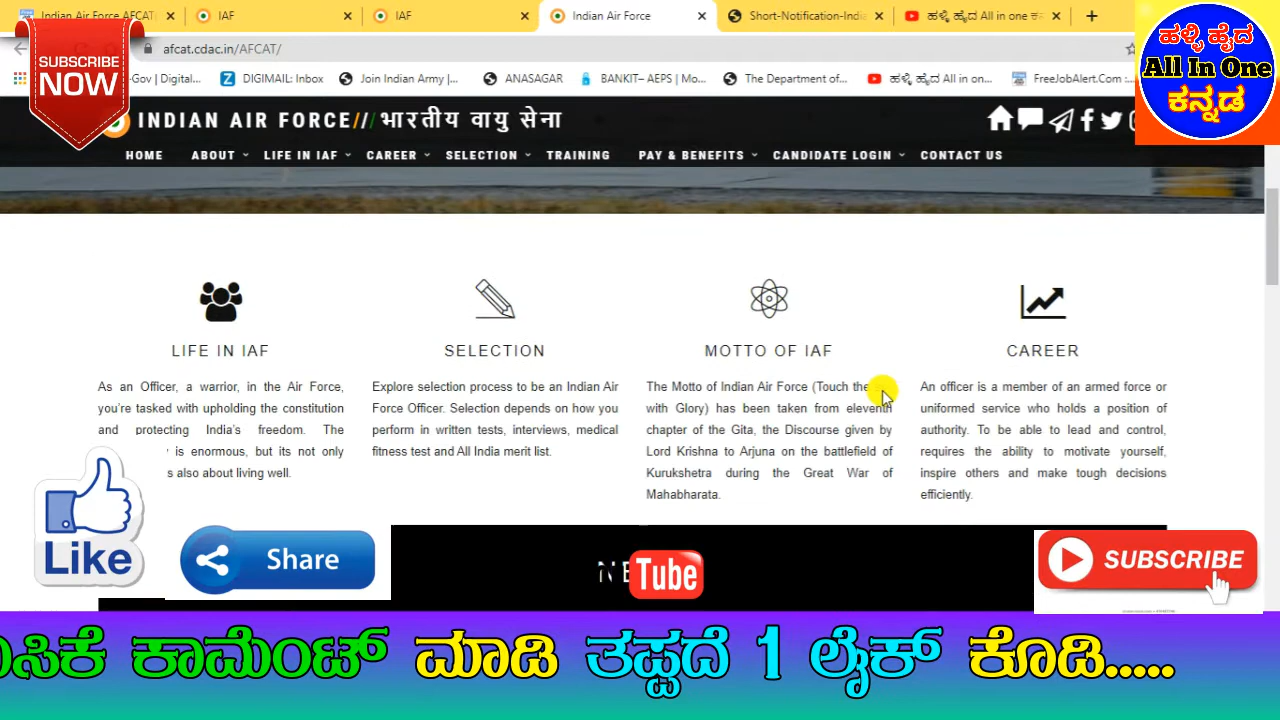 Indian Air Force AFCAT
IAF
IAF
Indian Air Force
Short-Notification-India
ಹಳ್ಳಿ ಹೈದ All in one ಕನ
afcat.cdac.in/AFCAT/
-Gov | Digital...
DIGIMAIL: Inbox
Join Indian Army |...
ANASAGAR
BANKIT– AEPS | Mo...
The Department of...
ಹಳ್ಳಿ ಹೈದ All in on...
FreeJobAlert.Com :...
SUBSCRIBE
NOW
ಹಳ್ಳಿ ಹೈದ
All In One
ಕನ್ನಡ
INDIAN AIR FORCE//भारतीय वायु सेना
HOME ABOUT LIFE IN IAF CAREER SELECTION TRAINING PAY & BENEFITS CANDIDATE LOGIN CONTACT US
LIFE IN IAF
As an Officer, a warrior, in the Air Force,
you're tasked with upholding the constitution
and protecting India's freedom. The
is enormous, but its not only
s also about living well.
SELECTION
Explore selection process to be an Indian Air
Force Officer. Selection depends on how you
perform in written tests, interviews, medical
fitness test and All India merit list.
MOTTO OF IAF
The Motto of Indian Air Force (Touch the
with Glory) has been taken from eleventh
chapter of the Gita, the Discourse given by
Lord Krishna to Arjuna on the battlefield of
Kurukshetra during the Great War of
Mahabharata.
CAREER
An officer is a member of an armed force or
uniformed service who holds a position of
authority. To be able to lead and control,
requires the ability to motivate yourself,
inspire others and make tough decisions
efficiently.
Like
Share
NE
Tube
SUBSCRIBE
ಸಿಕೆ ಕಾಮೆಂಟ್ ಮಾಡಿ ತಪ್ಪದೆ 1 ಲೈಕ್ ಕೊಡಿ.....